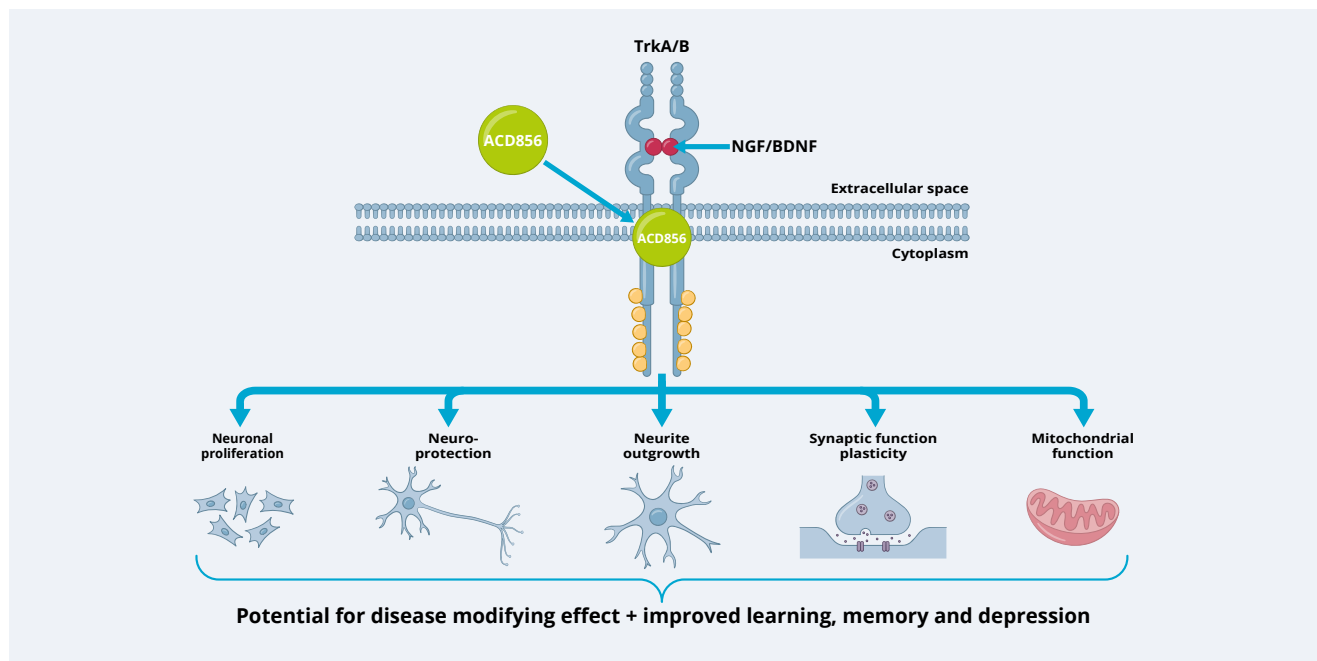 TrkA/B
ACD856
NGF/BDNF
Extracellular space
ACD856
Cytoplasm
Neuronal
proliferation
Neuro-
protection
Neurite
outgrowth
Synaptic function
plasticity
Mitochondrial
function
Potential for disease modifying effect + improved learning, memory and depression